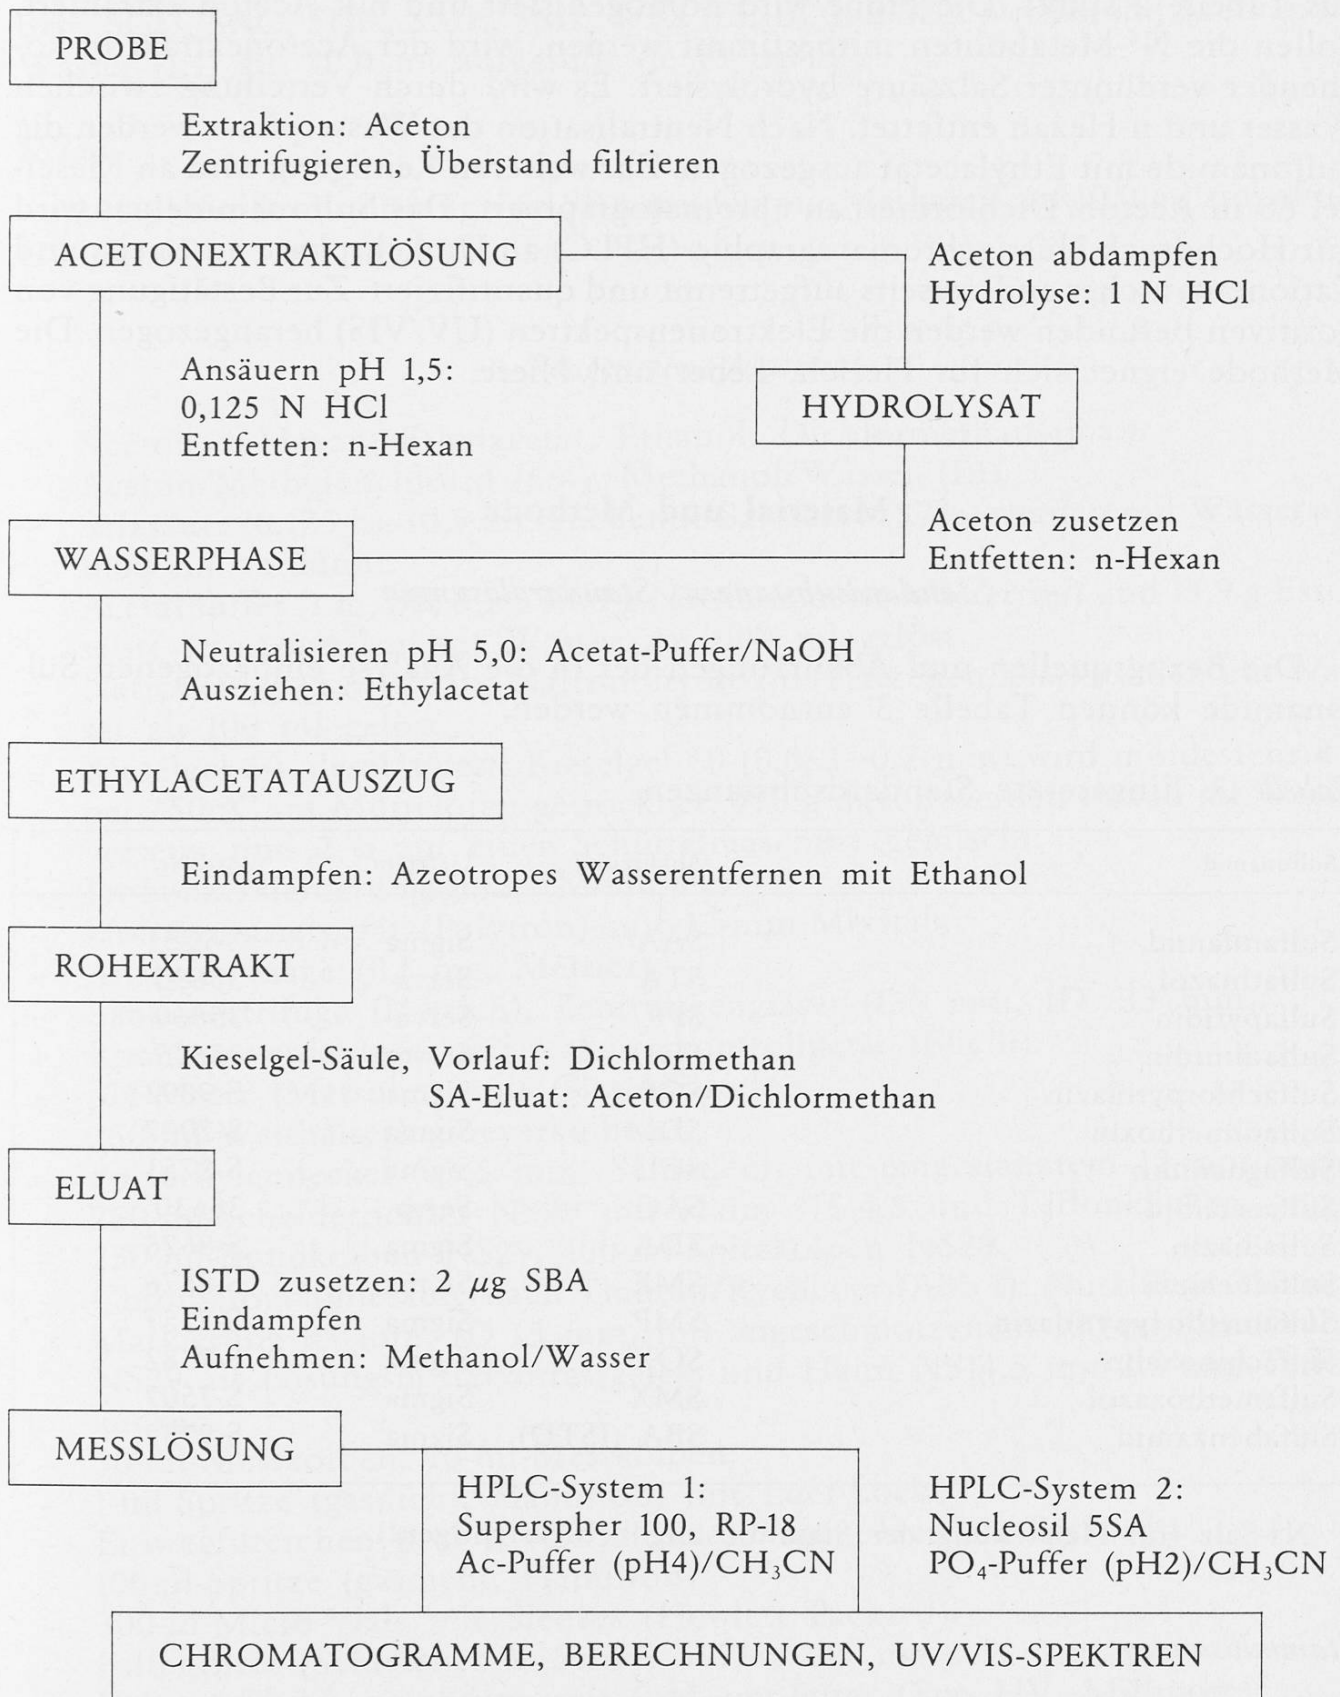 PROBE
Extraktion: Aceton
Zentrifugieren, Überstand filtrieren
ACETONEXTRAKTLÖSUNG
Aceton abdampfen
Hydrolyse: 1 N HCl
Ansäuern pH 1,5:
0,125 N HCl
Entfetten: n-Hexan
HYDROLYSAT
WASSERPHASE
Aceton zusetzen
Entfetten: n-Hexan
Neutralisieren pH 5,0: Acetat-Puffer/NaOH
Ausziehen: Ethylacetat
ETHYLACETATAUSZUG
Eindampfen: Azeotropes Wasserentfernen mit Ethanol
ROHEXTRAKT
Kieselgel-Säule, Vorlauf: Dichlormethan
SA-Eluat: Aceton/Dichlormethan
ELUAT
ISTD zusetzen: 2 μg SBA
Eindampfen
Aufnehmen: Methanol/Wasser
MESSLÖSUNG
HPLC-System 1:
Superspher 100, RP-18
Ac-Puffer (pH4)/CH₃CN
HPLC-System 2:
Nucleosil 5SA
PO₄-Puffer (pH2)/CH₃CN
CHROMATOGRAMME, BERECHNUNGEN, UV/VIS-SPEKTREN